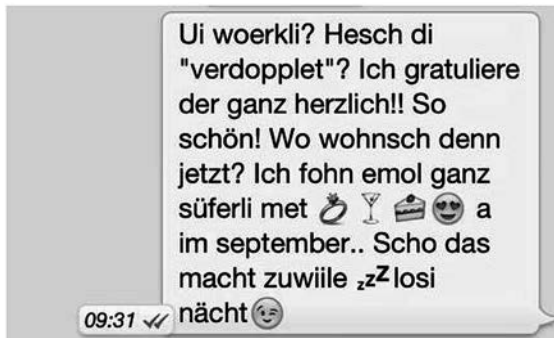 Ui woerkli? Hesch di
"verdopplet"? Ich gratuliere
der ganz herzlich!! So
schön! Wo wohnsch denn
jetzt? Ich fohn emol ganz
süferli met 💍🍸🍰😍 a
im september.. Scho das
macht zuwiile 💤losi
nächt😉
09:31